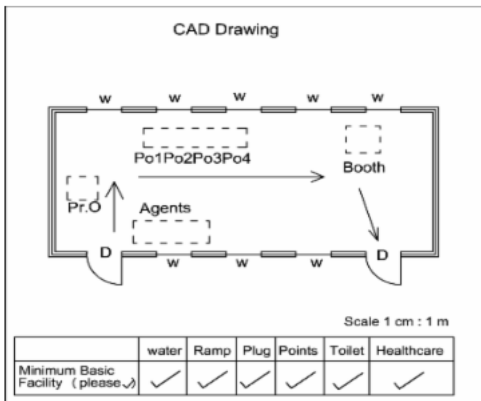 CAD Drawing
W W W W W
Po1Po2Po3Po4
Booth
Pr.O
Agents
D D
W W W
Scale 1 cm : 1 m
water Ramp Plug Points Toilet Healthcare
Minimum Basic
Facility (please ✓) ✓ ✓ ✓ ✓ ✓ ✓